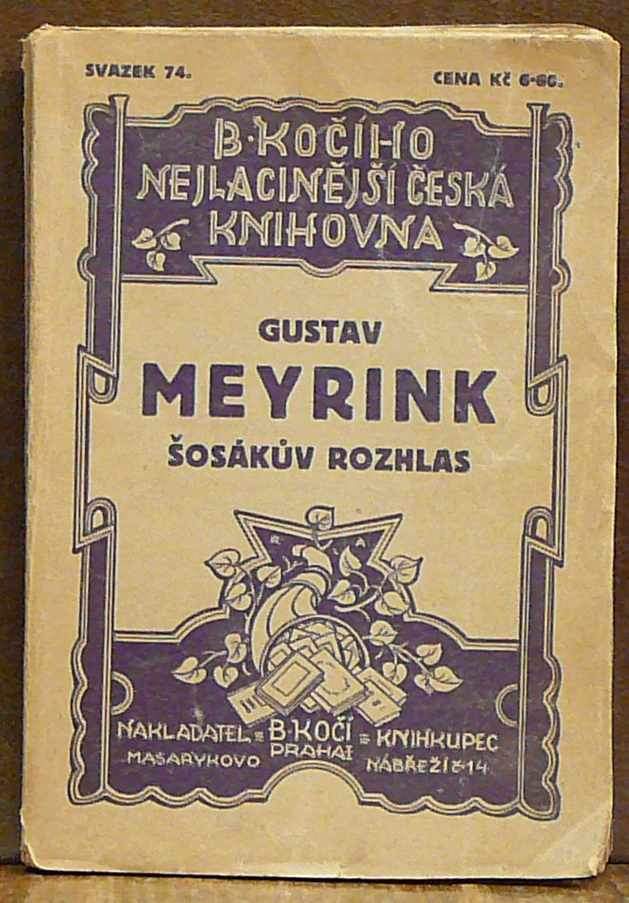 SVAZEK 74.
CENA KČ 6·60.
B·KOČÍHO
NEJLACINĚJŠÍ ČESKÁ
KNIHOVNA
GUSTAV
MEYRINK
ŠOSÁKŮV ROZHLAS
NAKLADATEL = B·KOČÍ = KNIHKUPEC
PRAHA I
MASARYKOVO NÁBŘEŽÍ Č·14